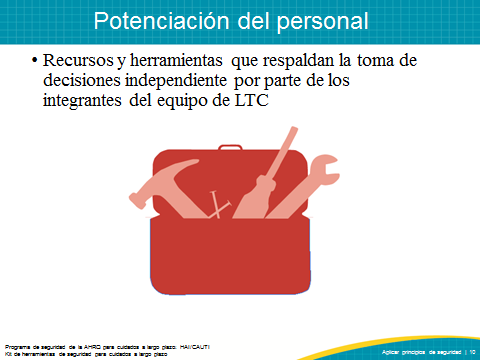 Potenciación del personal
• Recursos y herramientas que respaldan la toma de
decisiones independiente por parte de los
integrantes del equipo de LTC
Programa de seguridad de la AHRQ para cuidados a largo plazo: HAI/CAUTI
Kit de herramientas de seguridad para cuidados a largo plazo
Aplicar principios de seguridad | 10